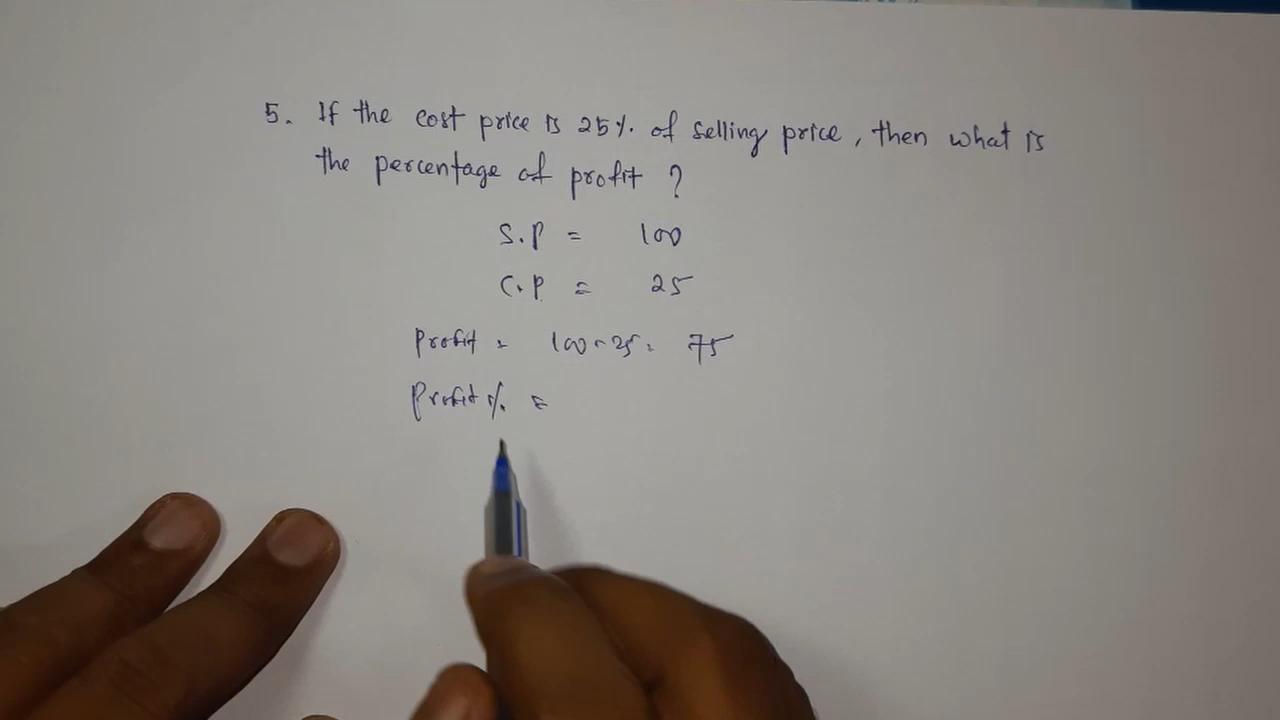 5. If the cost price is 25% of selling price, then what is
the percentage of profit ?
S.P = 100
C.P = 25
Profit = 100-25= 75
Profit% =